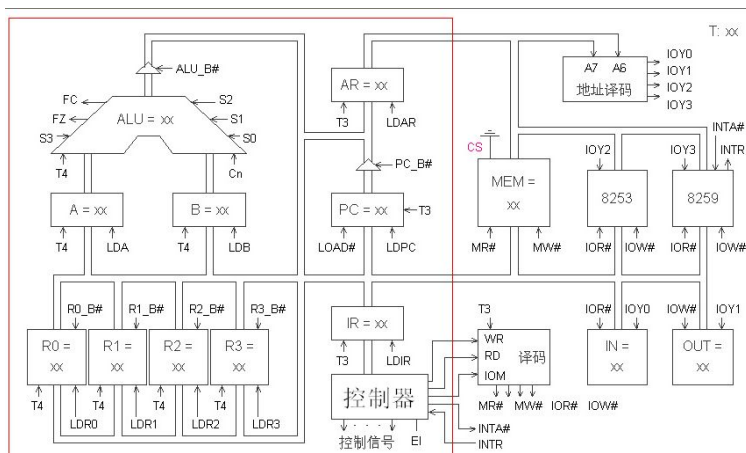 T: xx
ALU_B#
AR = xx
A7 A6
地址译码
IOY0
IOY1
IOY2
IOY3
FC
S2
FZ
S1
ALU = xx
S3
S0
T3
LDAR
T4
Cn
PC_B#
CS
IOY2
IOY3
INTA#
INTR
MEM =
xx
8253
8259
A = xx
B = xx
PC = xx
T3
T4
LDA
T4
LDB
LOAD#
LDPC
MR#
MW#
IOR#
IOW#
IOR#
IOW#
R0_B#
R1_B#
R2_B#
R3_B#
IR = xx
T3
IOR#
IOY0
IOW#
IOY1
R0 =
xx
R1 =
xx
R2 =
xx
R3 =
xx
T3
LDIR
WR
RD
IOM
译码
IN =
xx
OUT =
xx
T4
T4
T4
T4
LDR0
LDR1
LDR2
LDR3
控制器
MR#
MW#
IOR#
IOW#
INTA#
INTR
控制信号
EI